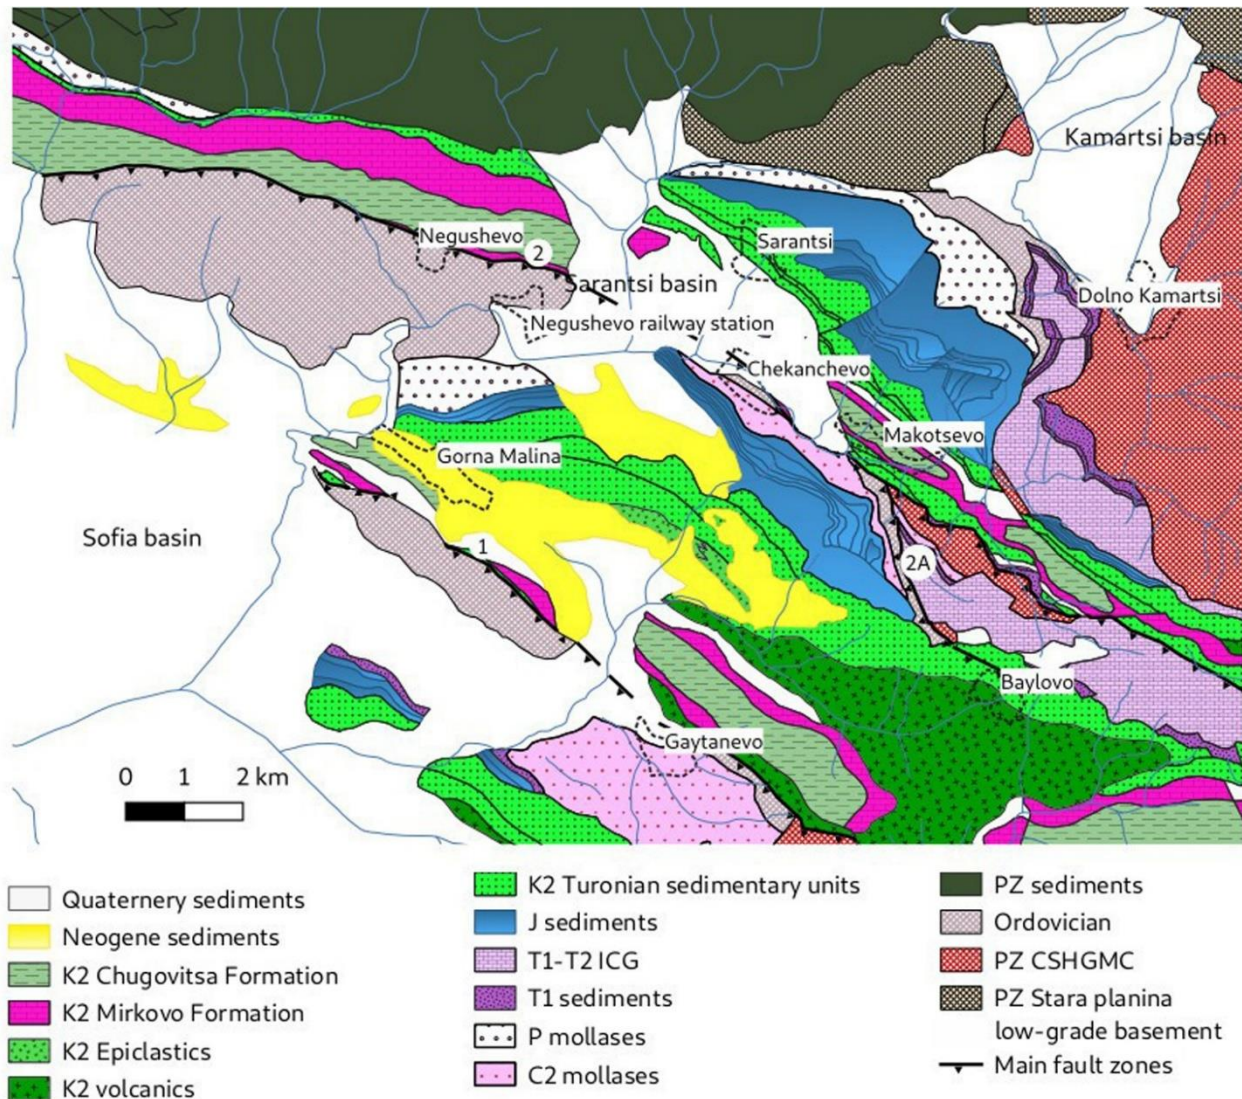 Kamartsi basin
Negushevo
2
Sarantsi
Sarantsi basin
Dolno Kamartsi
Negushevo railway station
Chekanchevo
Makotsevo
Gorna Malina
Sofia basin
1
2A
Baylovo
Gaytanevo
0 1 2 km
Quaternery sediments
Neogene sediments
K2 Chugovitsa Formation
K2 Mirkovo Formation
K2 Epiclastics
K2 volcanics
K2 Turonian sedimentary units
J sediments
T1-T2 ICG
T1 sediments
P mollases
C2 mollases
PZ sediments
Ordovician
PZ CSHGMC
PZ Stara planina
low-grade basement
Main fault zones